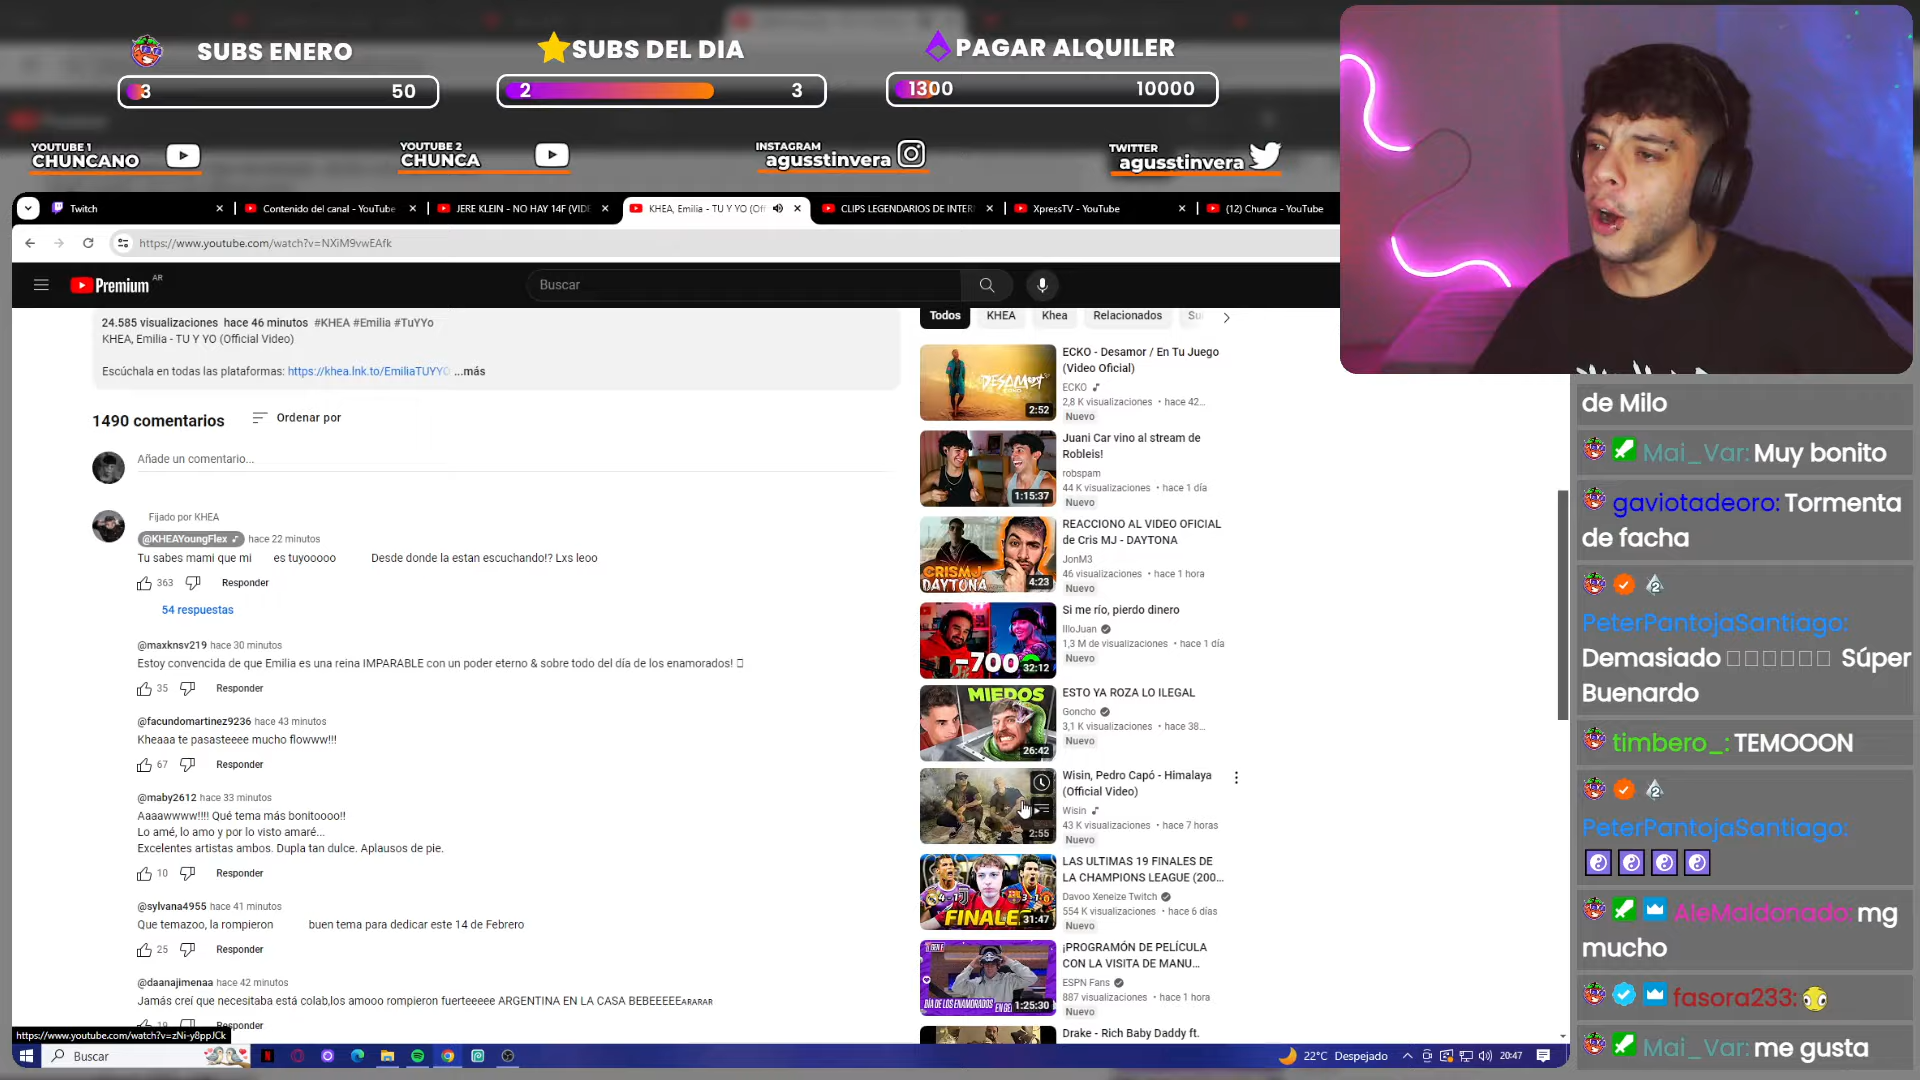 SUBS ENERO
3 50
SUBS DEL DIA
2 3
PAGAR ALQUILER
1300 10000
YOUTUBE 1
CHUNCANO
YOUTUBE 2
CHUNCA
INSTAGRAM
agusstinvera
TWITTER
agusstinvera
Twitch
Contenido del canal - YouTube
JERE KLEIN - NO HAY 14F (VIDE
KHEA, Emilia - TU Y YO (Off
CLIPS LEGENDARIOS DE INTER
XpressTV - YouTube
(12) Chunca - YouTube
https://www.youtube.com/watch?v=NXiM9vwEAfk
Premium AR
Buscar
24.585 visualizaciones hace 46 minutos #KHEA #Emilia #TuYYo
KHEA, Emilia - TU Y YO (Official Video)
Escúchala en todas las plataformas: https://khea.lnk.to/EmiliaTUYYO ...más
1490 comentarios Ordenar por
Añade un comentario...
Fijado por KHEA
@KHEAYoungFlex hace 22 minutos
Tu sabes mami que mi es tuyooooo Desde donde la estan escuchando!? Lxs leoo
363 Responder
54 respuestas
@maxknsv219 hace 30 minutos
Estoy convencida de que Emilia es una reina IMPARABLE con un poder eterno & sobre todo del día de los enamorados!
35 Responder
@facundomartinez9236 hace 43 minutos
Kheaaa te pasasteeee mucho flowww!!!
67 Responder
@maby2612 hace 33 minutos
Aaaawwww!!!! Qué tema más bonitoooo!!
Lo amé, lo amo y por lo visto amaré...
Excelentes artistas ambos. Dupla tan dulce. Aplausos de pie.
10 Responder
@sylvana4955 hace 41 minutos
Que temazoo, la rompieron buen tema para dedicar este 14 de Febrero
25 Responder
@daanajimenaa hace 42 minutos
Jamás creí que necesitaba está colab,los amooo rompieron fuerteeeee ARGENTINA EN LA CASA BEBEEEEEARARAR
19 Responder
https://www.youtube.com/watch?v=zNi-y8ppJCk
Todos KHEA Khea Relacionados Su
ECKO - Desamor / En Tu Juego
(Video Oficial)
ECKO
2,8 K visualizaciones • hace 42...
Nuevo
DESAMOR
2:52
Juani Car vino al stream de
Robleis!
robspam
44 K visualizaciones • hace 1 día
Nuevo
1:15:37
REACCIONO AL VIDEO OFICIAL
de Cris MJ - DAYTONA
JonM3
46 visualizaciones • hace 1 hora
Nuevo
CRISMJ
DAYTONA
4:23
Si me río, pierdo dinero
IlloJuan
1,3 M de visualizaciones • hace 1 día
Nuevo
-700€
32:12
ESTO YA ROZA LO ILEGAL
Goncho
3,1 K visualizaciones • hace 38...
Nuevo
MIEDOS
26:42
Wisin, Pedro Capó - Himalaya
(Official Video)
Wisin
43 K visualizaciones • hace 7 horas
Nuevo
2:55
LAS ULTIMAS 19 FINALES DE
LA CHAMPIONS LEAGUE (200...
Davoo Xeneize Twitch
554 K visualizaciones • hace 6 días
Nuevo
FINALES
31:47
¡PROGRAMÓN DE PELÍCULA
CON LA VISITA DE MANU...
ESPN Fans
887 visualizaciones • hace 1 hora
Nuevo
1:25:30
Drake - Rich Baby Daddy ft.
de Milo
Mai_Var: Muy bonito
gaviotadeoro: Tormenta
de facha
PeterPantojaSantiago:
Demasiado Súper
Buenardo
timbero_: TEMOOON
PeterPantojaSantiago:
AleMaldonado: mg
mucho
fasora233:
Mai_Var: me gusta
Buscar
22°C Despejado
20:47